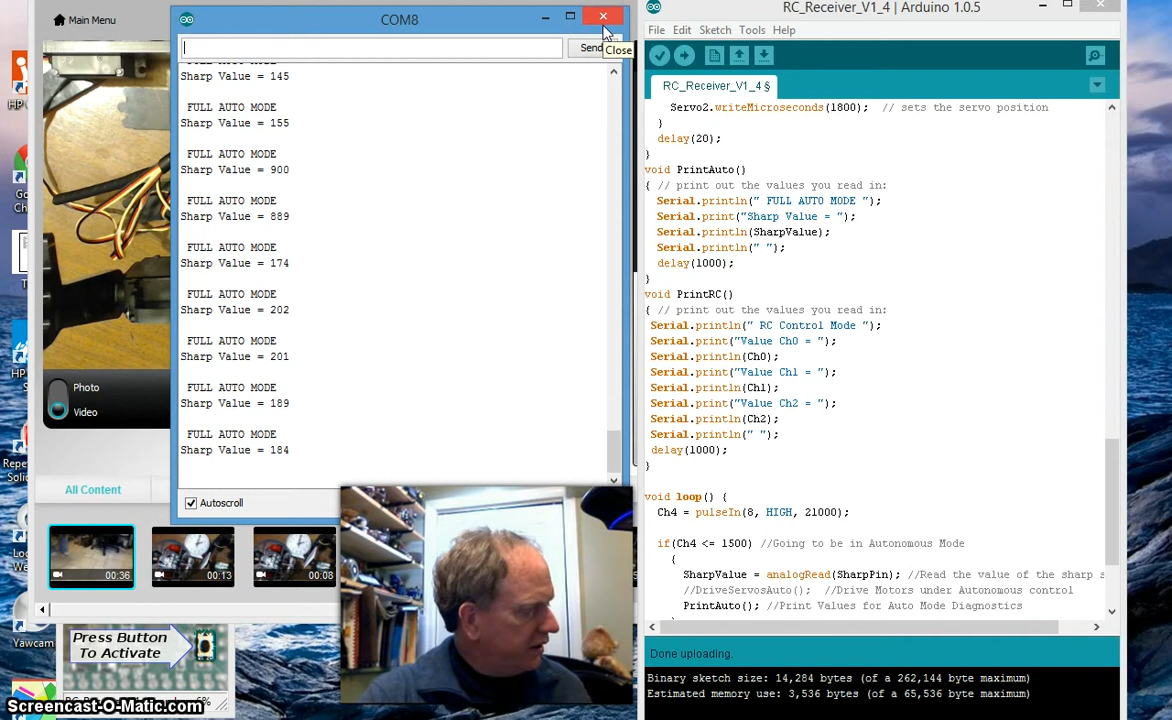 Main Menu
COM8
RC_Receiver_V1_4 | Arduino 1.0.5
File Edit Sketch Tools Help
Send
Close
Sharp Value = 145
FULL AUTO MODE
Sharp Value = 155
FULL AUTO MODE
Sharp Value = 900
FULL AUTO MODE
Sharp Value = 889
FULL AUTO MODE
Sharp Value = 174
FULL AUTO MODE
Sharp Value = 202
FULL AUTO MODE
Sharp Value = 201
FULL AUTO MODE
Sharp Value = 189
FULL AUTO MODE
Sharp Value = 184
Autoscroll
RC_Receiver_V1_4 §
Servo2.writeMicroseconds(1800); // sets the servo position
}
delay(20);
}
void PrintAuto()
{ // print out the values you read in:
Serial.println(" FULL AUTO MODE ");
Serial.print("Sharp Value = ");
Serial.println(SharpValue);
Serial.println(" ");
delay(1000);
}
void PrintRC()
{ // print out the values you read in:
Serial.println(" RC Control Mode ");
Serial.print("Value Ch0 = ");
Serial.println(Ch0);
Serial.print("Value Ch1 = ");
Serial.println(Ch1);
Serial.print("Value Ch2 = ");
Serial.println(Ch2);
Serial.println(" ");
delay(1000);
}
void loop() {
Ch4 = pulseIn(8, HIGH, 21000);
if(Ch4 <= 1500) //Going to be in Autonomous Mode
{
SharpValue = analogRead(SharpPin); //Read the value of the sharp s
//DriveServosAuto(); //Drive Motors under Autonomous control
PrintAuto(); //Print Values for Auto Mode Diagnostics
Done uploading.
Binary sketch size: 14,284 bytes (of a 262,144 byte maximum)
Estimated memory use: 3,536 bytes (of a 65,536 byte maximum)
Photo
Video
All Content
00:36
00:13
00:08
Press Button
To Activate
Yawcam
Screencast-O-Matic.com